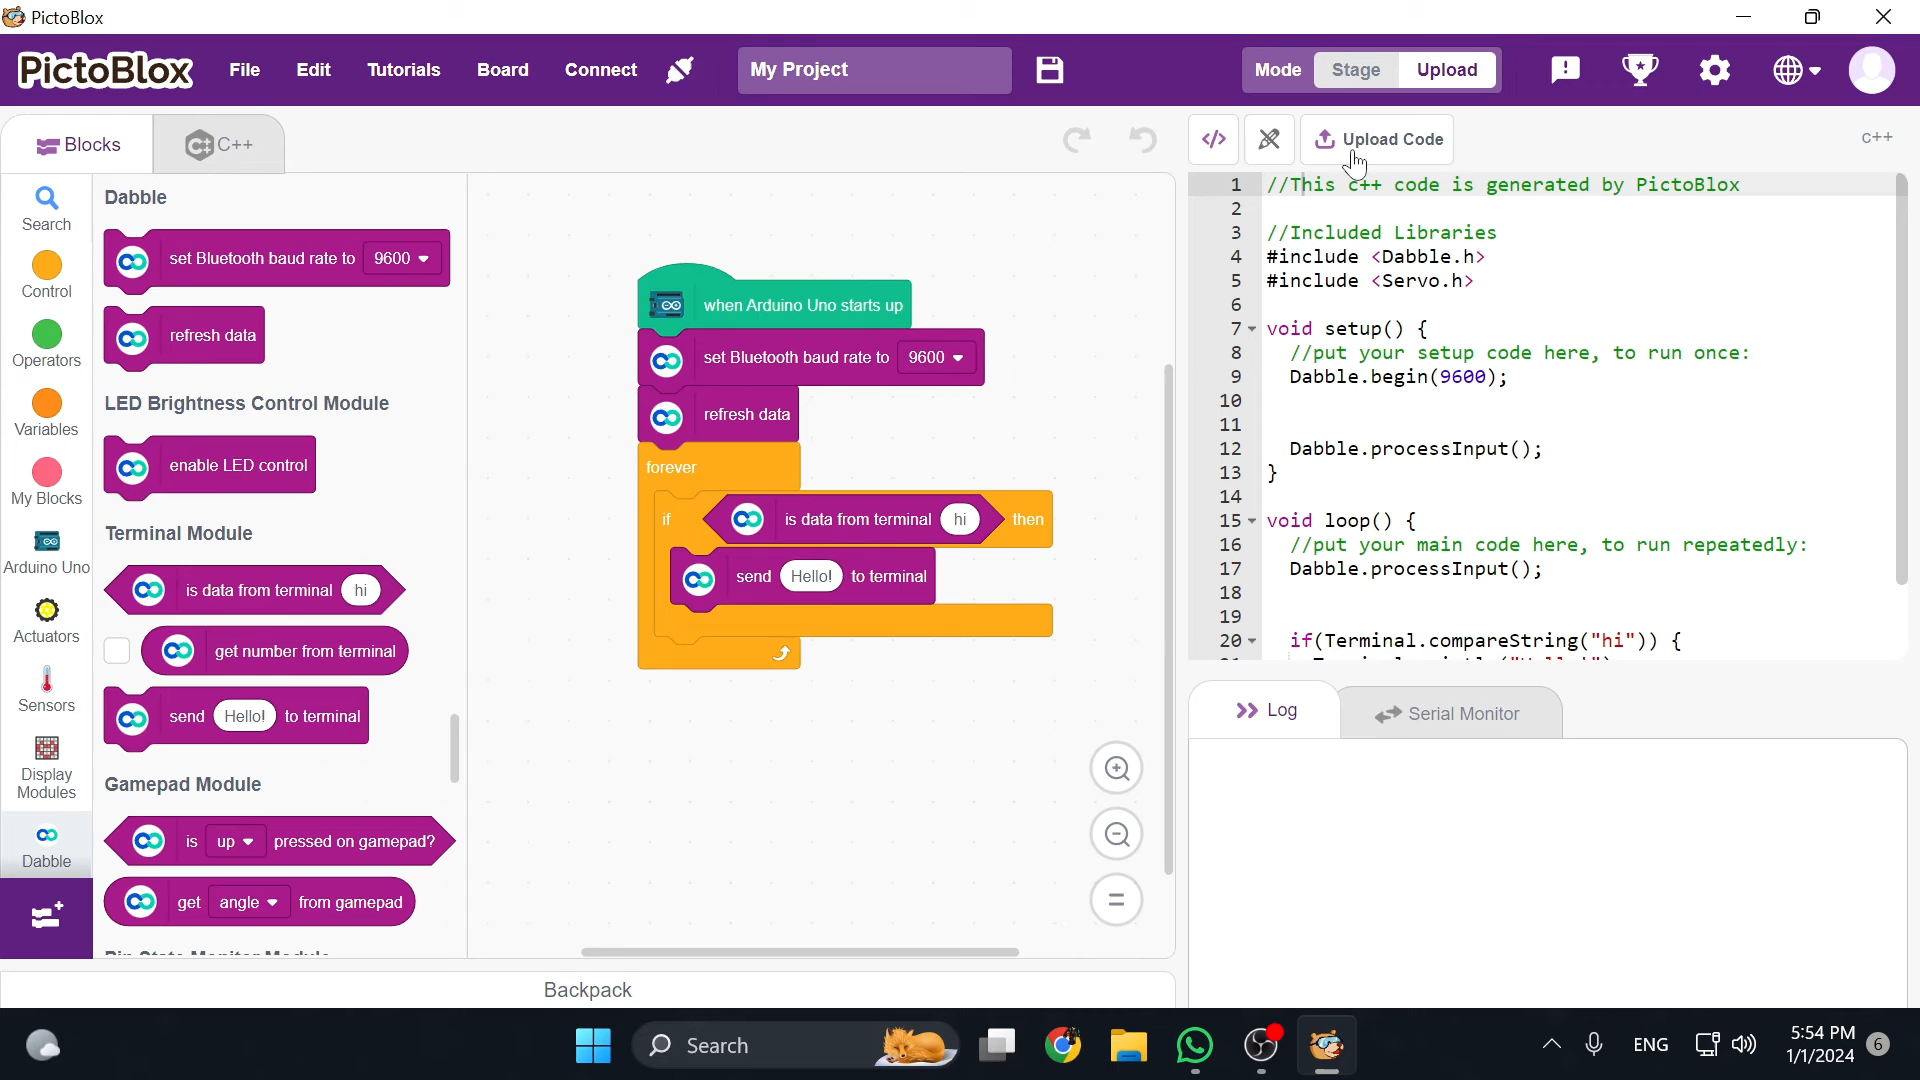 PictoBlox
PictoBlox File Edit Tutorials Board Connect My Project Mode Stage Upload
Blocks C++ Upload Code C++
Search
Control
Operators
Variables
My Blocks
Arduino Uno
Actuators
Sensors
Display
Modules
Dabble
Dabble
set Bluetooth baud rate to 9600
refresh data
LED Brightness Control Module
enable LED control
Terminal Module
is data from terminal hi
get number from terminal
send Hello! to terminal
Gamepad Module
is up pressed on gamepad?
get angle from gamepad
when Arduino Uno starts up
set Bluetooth baud rate to 9600
refresh data
forever
if is data from terminal hi then
send Hello! to terminal
Backpack
1 //This c++ code is generated by PictoBlox
2
3 //Included Libraries
4 #include <Dabble.h>
5 #include <Servo.h>
6
7 void setup() {
8 //put your setup code here, to run once:
9 Dabble.begin(9600);
10
11
12 Dabble.processInput();
13 }
14
15 void loop() {
16 //put your main code here, to run repeatedly:
17 Dabble.processInput();
18
19
20 if(Terminal.compareString("hi")) {
Log Serial Monitor
Search ENG 5:54 PM 6
1/1/2024